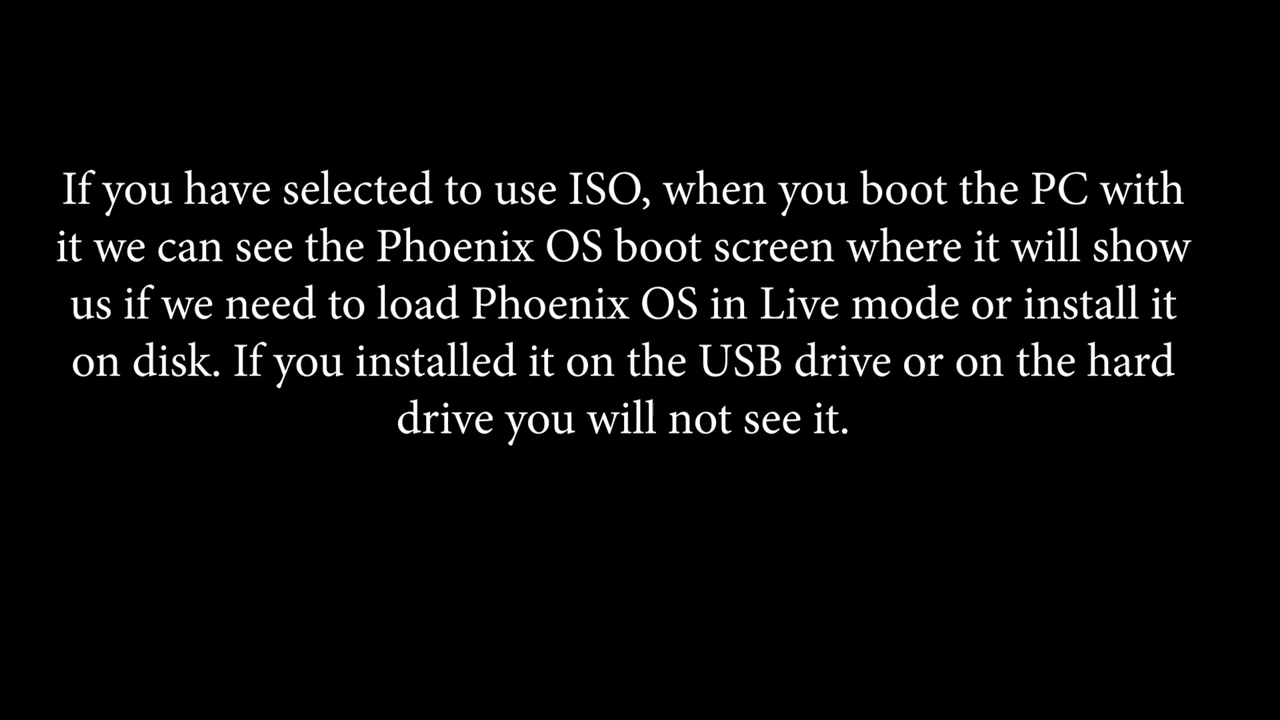 If you have selected to use ISO, when you boot the PC with
it we can see the Phoenix OS boot screen where it will show
us if we need to load Phoenix OS in Live mode or install it
on disk. If you installed it on the USB drive or on the hard
drive you will not see it.